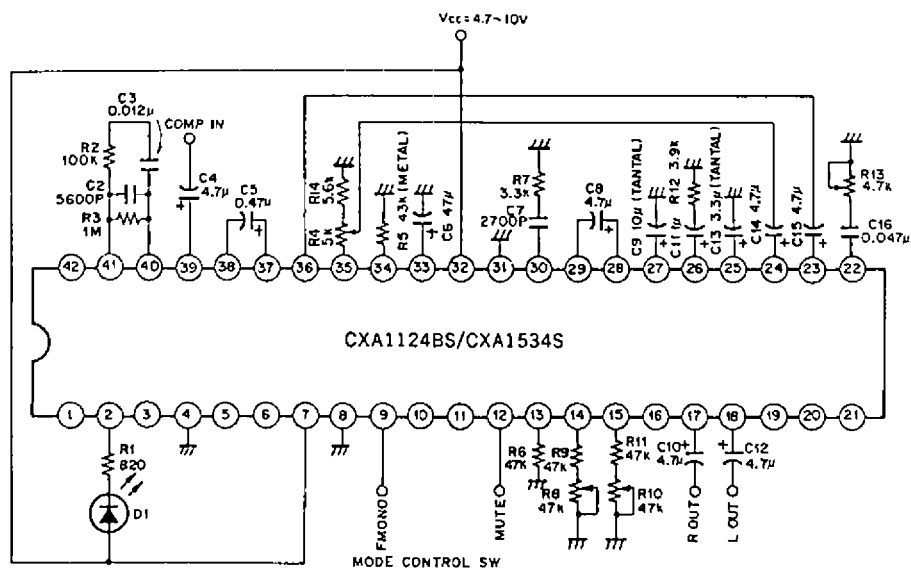 Vcc=4.7~10V
C3
0.012μ
COMP IN
R2
100K
C2
5600P
R3
1M
C4
4.7μ
C5
0.47μ
R14
5.6k
R4
5k
R5 43k (METAL)
C6 47μ
R7
3.3k
C7
2700P
C8
4.7μ
C9 10μ (TANTAL)
C11 1μ
R12 3.9k
C13 3.3μ (TANTAL)
C14 4.7μ
C15 4.7μ
R13
4.7k
C16
0.047μ
42 41 40 39 38 37 36 35 34 33 32 31 30 29 28 27 26 25 24 23 22
CXA1124BS/CXA1534S
1 2 3 4 5 6 7 8 9 10 11 12 13 14 15 16 17 18 19 20 21
R1
820
D1
FMONO
MUTE
R6
47k
R9
47k
R8
47k
R11
47k
R10
47k
C10
4.7μ
C12
4.7μ
R OUT
L OUT
MODE CONTROL SW